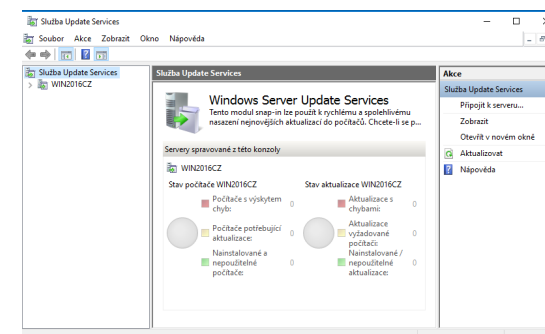 Služba Update Services
Soubor Akce Zobrazit Okno Nápověda
Služba Update Services
WIN2016CZ
Služba Update Services
Windows Server Update Services
Tento modul snap-in lze použít k rychlému a spolehlivému
nasazení nejnovějších aktualizací do počítačů. Chcete-li se p...
Servery spravované z této konzoly
WIN2016CZ
Stav počítače WIN2016CZ
Počítače s výskytem
chyb:
0
Počítače potřebující
aktualizace:
0
Nainstalované a
nepoužitelné
počítače:
0
Stav aktualizace WIN2016CZ
Aktualizace s
chybami:
0
Aktualizace
vyžadované
počítači:
0
Nainstalované /
nepoužitelné
aktualizace:
0
Akce
Služba Update Services
Připojit k serveru...
Zobrazit
Otevřít v novém okně
Aktualizovat
Nápověda